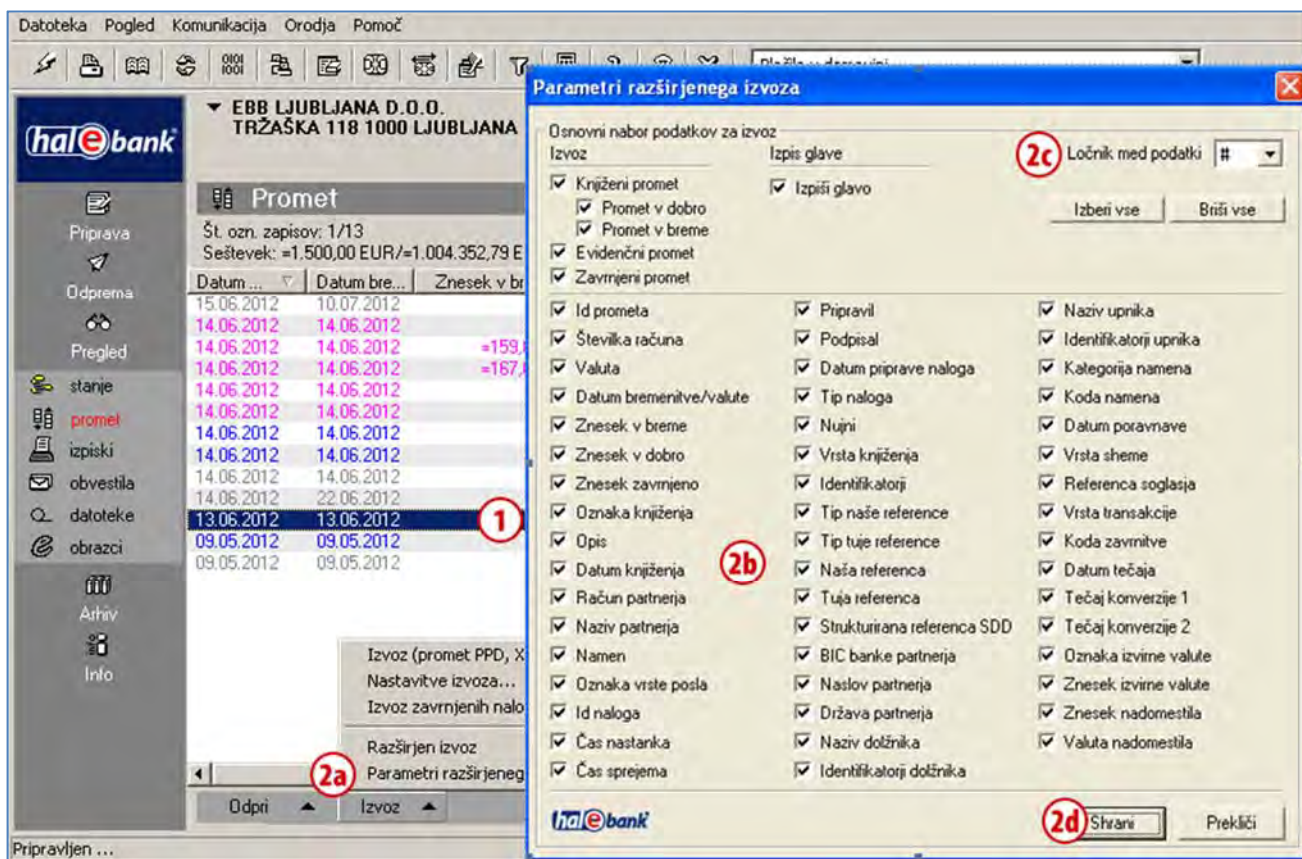 Datoteka Pogled Komunikacija Orodja Pomoč
hal e bank
EBB LJUBLJANA D.O.O.
TRŽAŠKA 118 1000 LJUBLJANA
Priprava
Odprema
Pregled
stanje
promet
izpiski
obvestila
datoteke
obrazci
Arhiv
Info
Promet
Št. ozn. zapisov: 1/13
Seštevek: =1.500,00 EUR/=1.004.352,79 E
Datum ... Datum bre... Znesek v br
15.06.2012 10.07.2012
14.06.2012 14.06.2012
14.06.2012 14.06.2012 =159,
14.06.2012 14.06.2012 =167,
14.06.2012 14.06.2012
14.06.2012 14.06.2012
14.06.2012 14.06.2012
14.06.2012 14.06.2012
14.06.2012 14.06.2012
14.06.2012 22.06.2012
13.06.2012 13.06.2012
1
09.05.2012 09.05.2012
09.05.2012 09.05.2012
Izvoz (promet PPD, X
Nastavitve izvoza...
Izvoz zavrnjenih nalo
Razširjen izvoz
2a
Parametri razširjeneg
Odpri Izvoz
Pripravljen ...
Parametri razširjenega izvoza
Osnovni nabor podatkov za izvoz
Izvoz Izpis glave
2c
Ločnik med podatki #
Knjiženi promet Izpiši glavo
Promet v dobro
Izberi vse Briši vse
Promet v breme
Evidenčni promet
Zavrnjeni promet
Id prometa Pripravil Naziv upnika
Številka računa Podpisal Identifikatorji upnika
Valuta Datum priprave naloga Kategorija namena
Datum bremenitve/valute Tip naloga Koda namena
Znesek v breme Nujni Datum poravnave
Znesek v dobro Vrsta knjiženja Vrsta sheme
Znesek zavrnjeno Identifikatorji Referenca soglasja
Oznaka knjiženja Tip naše reference Vrsta transakcije
Opis Tip tuje reference Koda zavrnitve
2b
Datum knjiženja Naša referenca Datum tečaja
Račun partnerja Tuja referenca Tečaj konverzije 1
Naziv partnerja Strukturirana referenca SDD Tečaj konverzije 2
Namen BIC banke partnerja Oznaka izvirne valute
Oznaka vrste posla Naslov partnerja Znesek izvirne valute
Id naloga Država partnerja Znesek nadomestila
Čas nastanka Naziv dolžnika Valuta nadomestila
Čas sprejema Identifikatorji dolžnika
hal e bank
2d
Shrani Prekliči